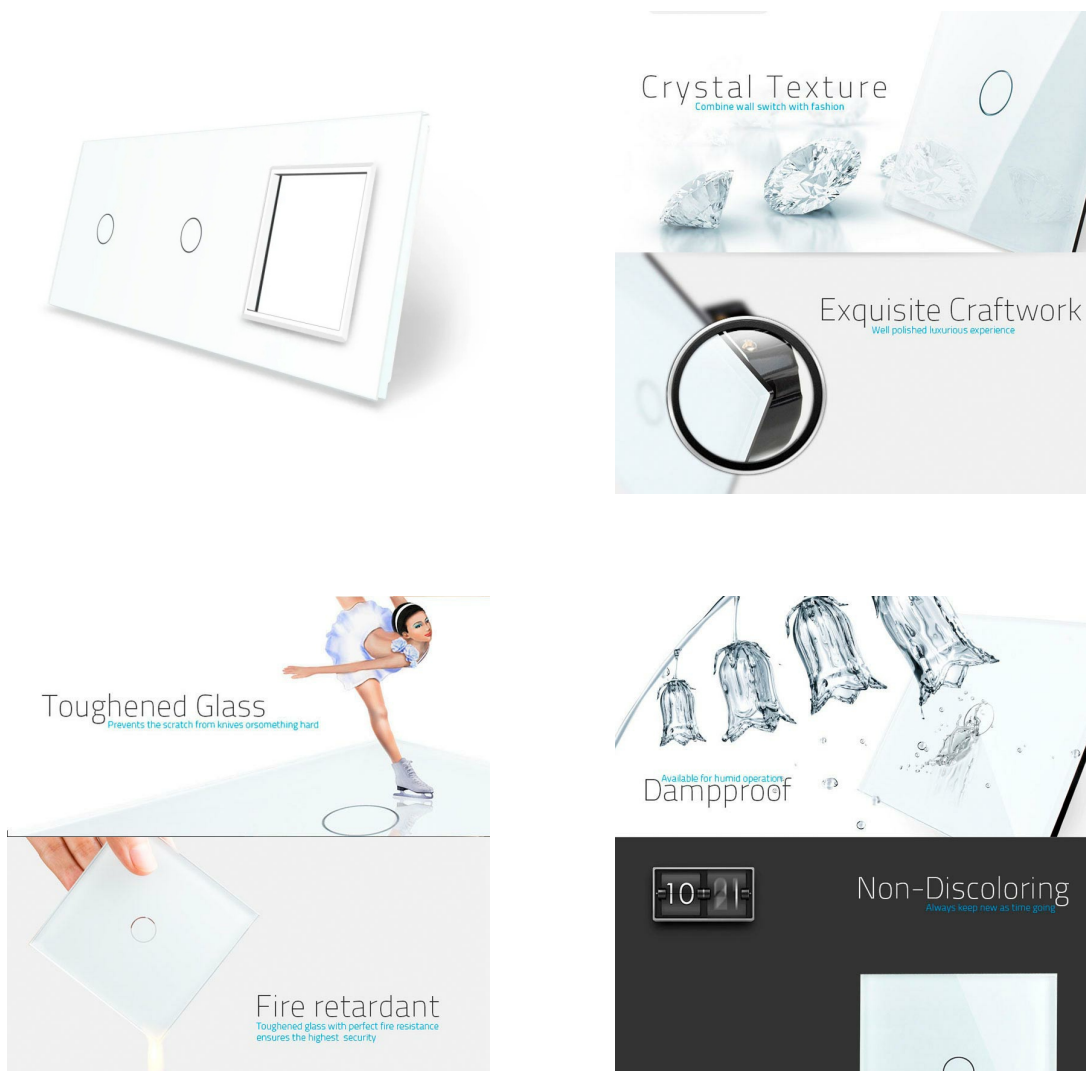 Crystal Texture
Combine wall switch with fashion
Exquisite Craftwork
Well polished luxurious experience
Toughened Glass
Prevents the scratch from knives orsomething hard
Available for humid operation
Dampproof
Fire retardant
Toughened glass with perfect fire resistance
ensures the highest security
10 21
Non-Discoloring
Always keep new as time going